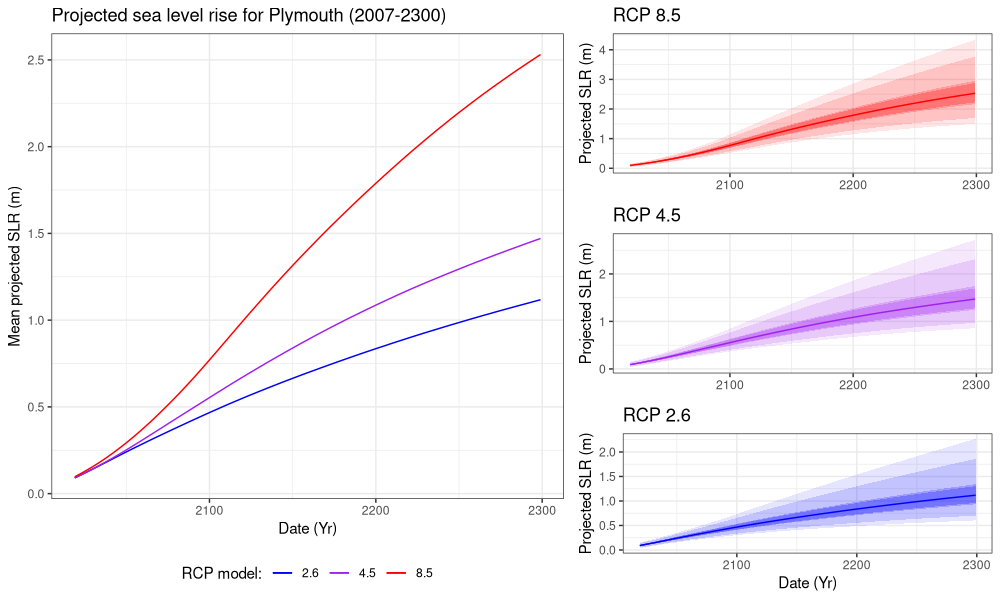 Projected sea level rise for Plymouth (2007-2300)
Mean projected SLR (m)
2.5
2.0
1.5
1.0
0.5
0.0
2100 2200 2300
Date (Yr)
RCP model: 2.6 4.5 8.5
RCP 8.5
Projected SLR (m)
4
3
2
1
0
2100 2200 2300
RCP 4.5
Projected SLR (m)
2
1
0
2100 2200 2300
RCP 2.6
Projected SLR (m)
2.0
1.5
1.0
0.5
0.0
2100 2200 2300
Date (Yr)